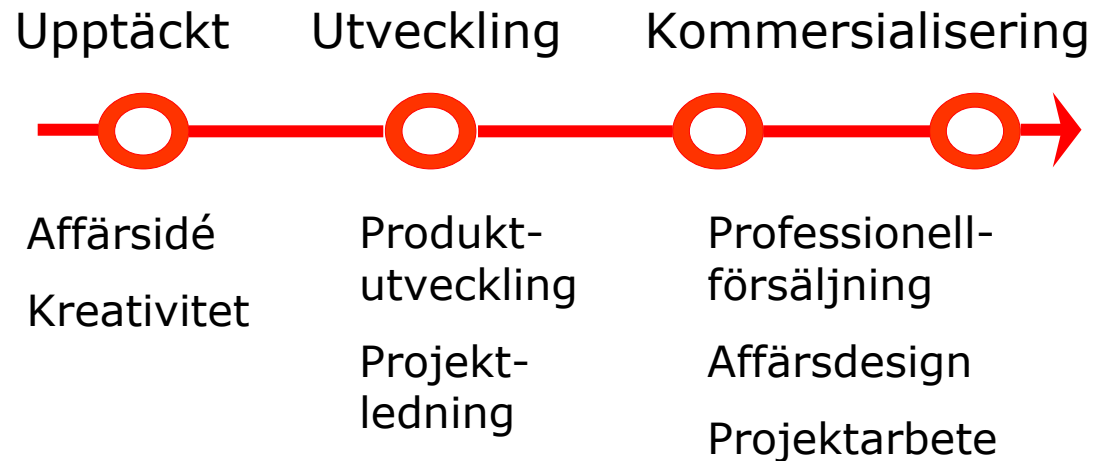 Upptäckt
Utveckling
Kommersialisering
Affärsidé
Kreativitet
Produkt-
utveckling
Projekt-
ledning
Professionell-
försäljning
Affärsdesign
Projektarbete